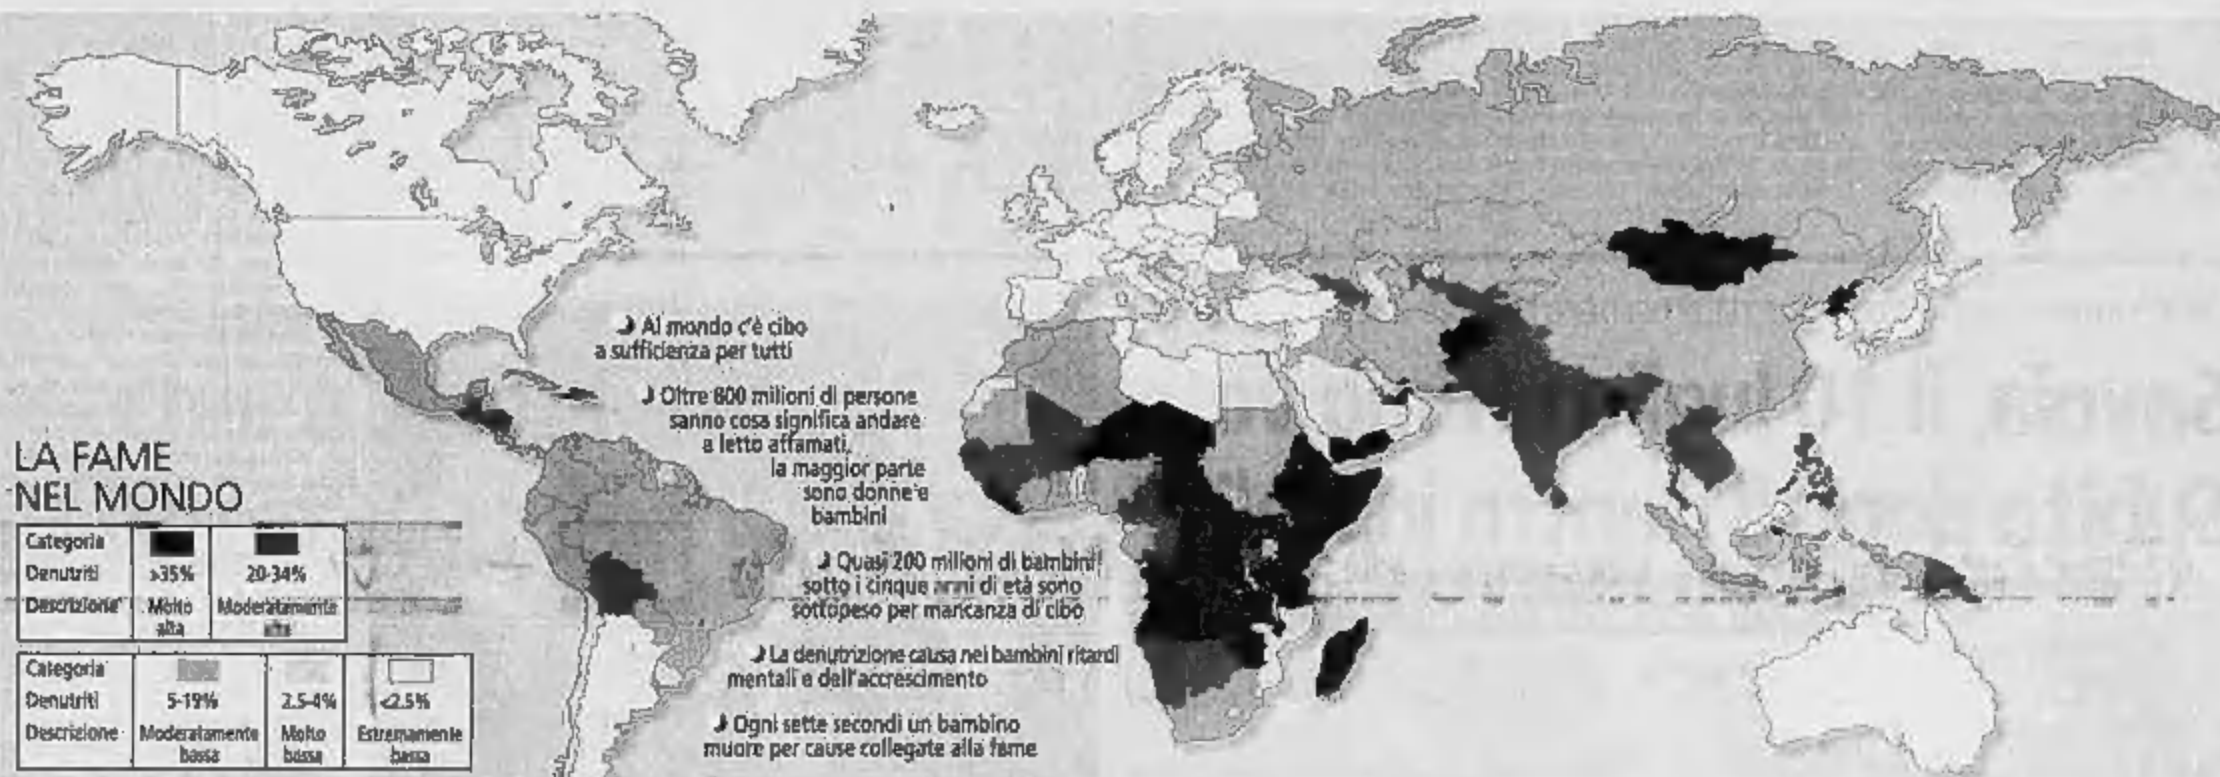 Al mondo c'è cibo
a sufficienza per tutti
Oltre 800 milioni di persone
sanno cosa significa andare
a letto affamati,
la maggior parte
sono donne e
bambini
Quasi 200 milioni di bambini
sotto i cinque anni di età sono
sottopeso per mancanza di cibo
La denutrizione causa nei bambini ritardi
mentali e dell'accrescimento
Ogni sette secondi un bambino
muore per cause collegate alla fame
LA FAME
NEL MONDO
Categoria
Denutriti >35% 20-34%
Descrizione Molto Moderatamente
alta alta
Categoria
Denutriti 5-19% 2.5-4% <2.5%
Descrizione Moderatamente Molto Estremamente
bassa bassa bassa